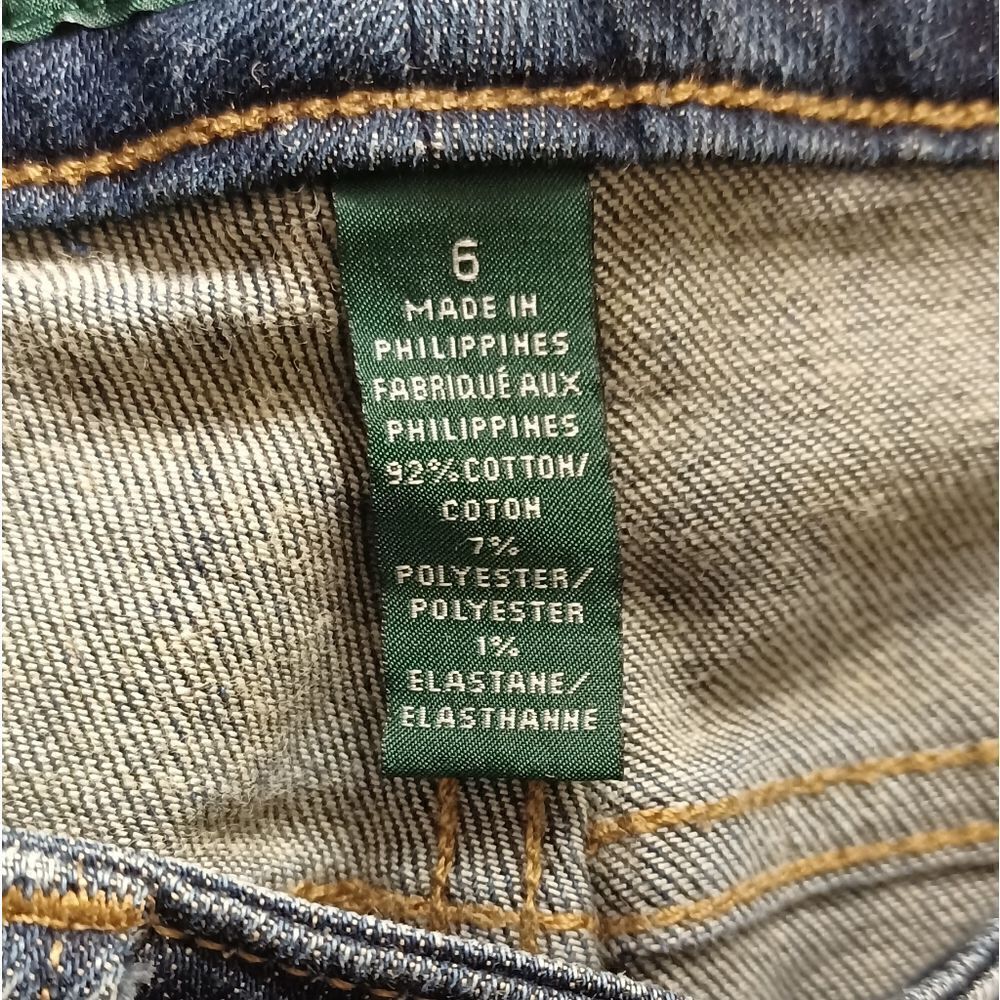 6
MADE IN
PHILIPPINES
FABRIQUÉ AUX
PHILIPPINES
92% COTTON/
COTON
7%
POLYESTER/
POLYESTER
1%
ELASTANE/
ELASTHANNE